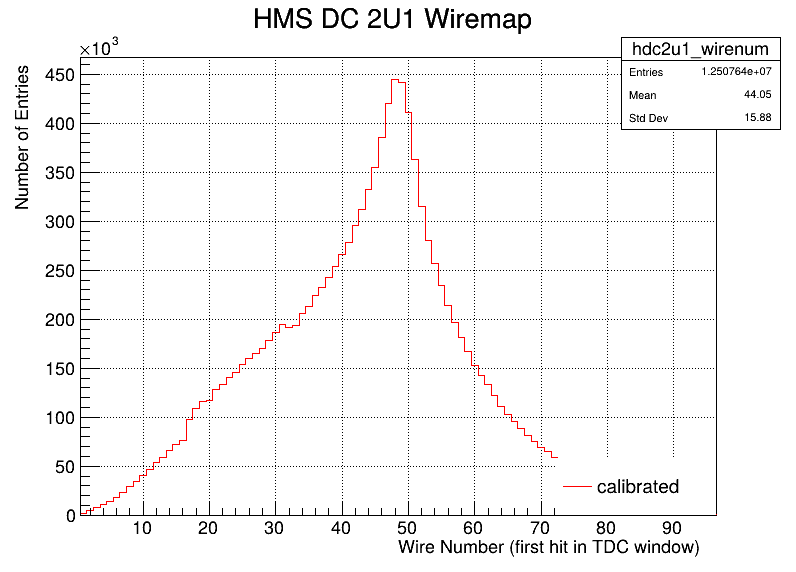 HMS DC 2U1 Wiremap
×10³
hdc2u1_wirenum
Entries 1.250764e+07
Mean 44.05
Std Dev 15.88
Number of Entries
450
400
350
300
250
200
150
100
50
0
calibrated
10 20 30 40 50 60 70 80 90
Wire Number (first hit in TDC window)